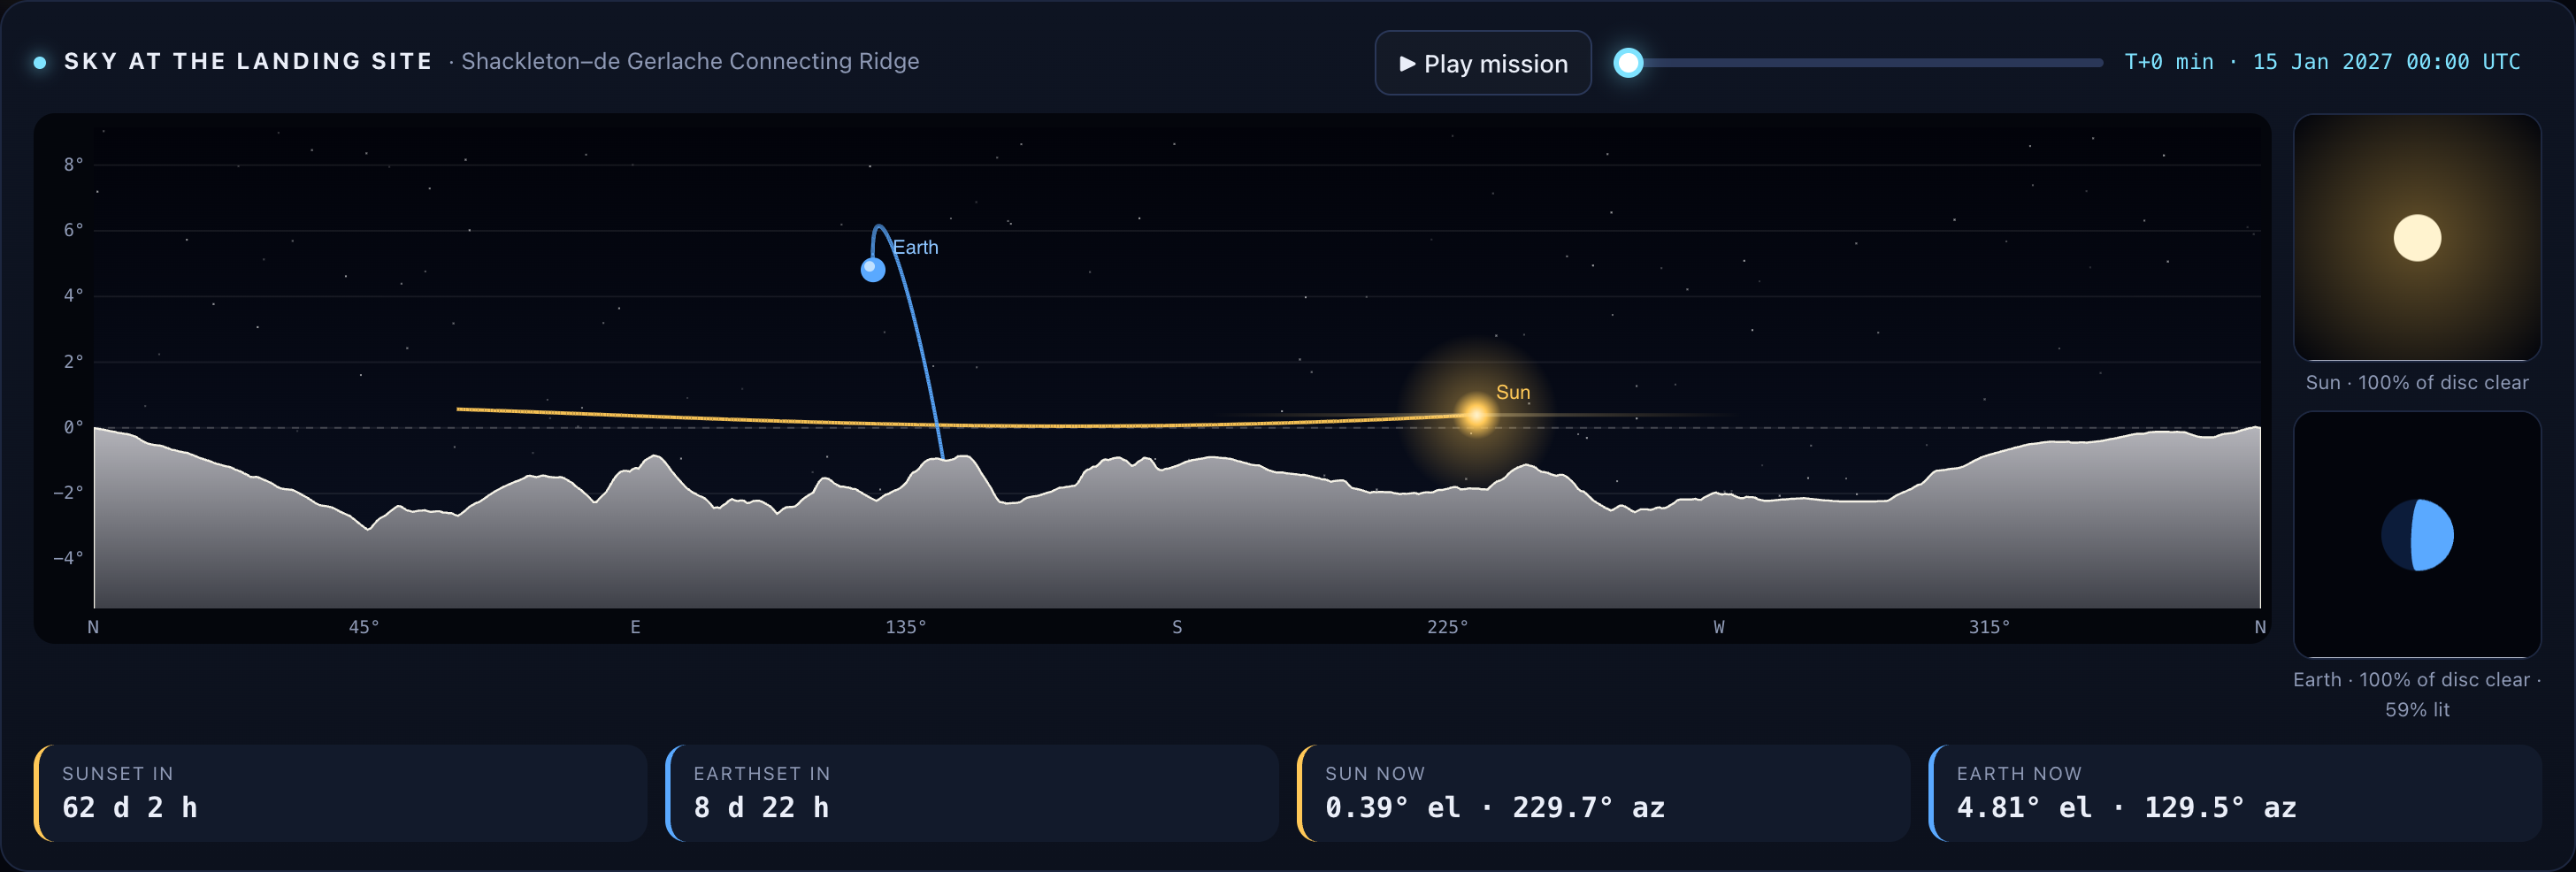 SKY AT THE LANDING SITE · Shackleton–de Gerlache Connecting Ridge
▶ Play mission
T+0 min · 15 Jan 2027 00:00 UTC
8°
6°
4°
2°
0°
−2°
−4°
Earth
Sun
N 45° E 135° S 225° W 315° N
Sun · 100% of disc clear
Earth · 100% of disc clear ·
59% lit
SUNSET IN
62 d 2 h
EARTHSET IN
8 d 22 h
SUN NOW
0.39° el · 229.7° az
EARTH NOW
4.81° el · 129.5° az